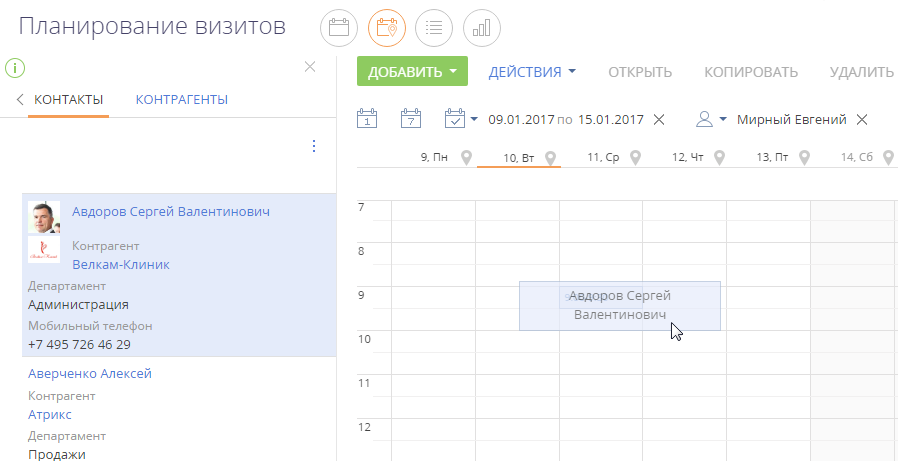 Планирование визитов
КОНТАКТЫ КОНТРАГЕНТЫ
Авдоров Сергей Валентинович
Контрагент
Велкам-Клиник
Департамент
Администрация
Мобильный телефон
+7 495 726 46 29
Аверченко Алексей
Контрагент
Атрикс
Департамент
Продажи
ДОБАВИТЬ ДЕЙСТВИЯ ОТКРЫТЬ КОПИРОВАТЬ УДАЛИТЬ
1 7 09.01.2017 по 15.01.2017 Мирный Евгений
9, Пн 10, Вт 11, Ср 12, Чт 13, Пт 14, Сб
7
8
9
Авдоров Сергей
Валентинович
10
11
12